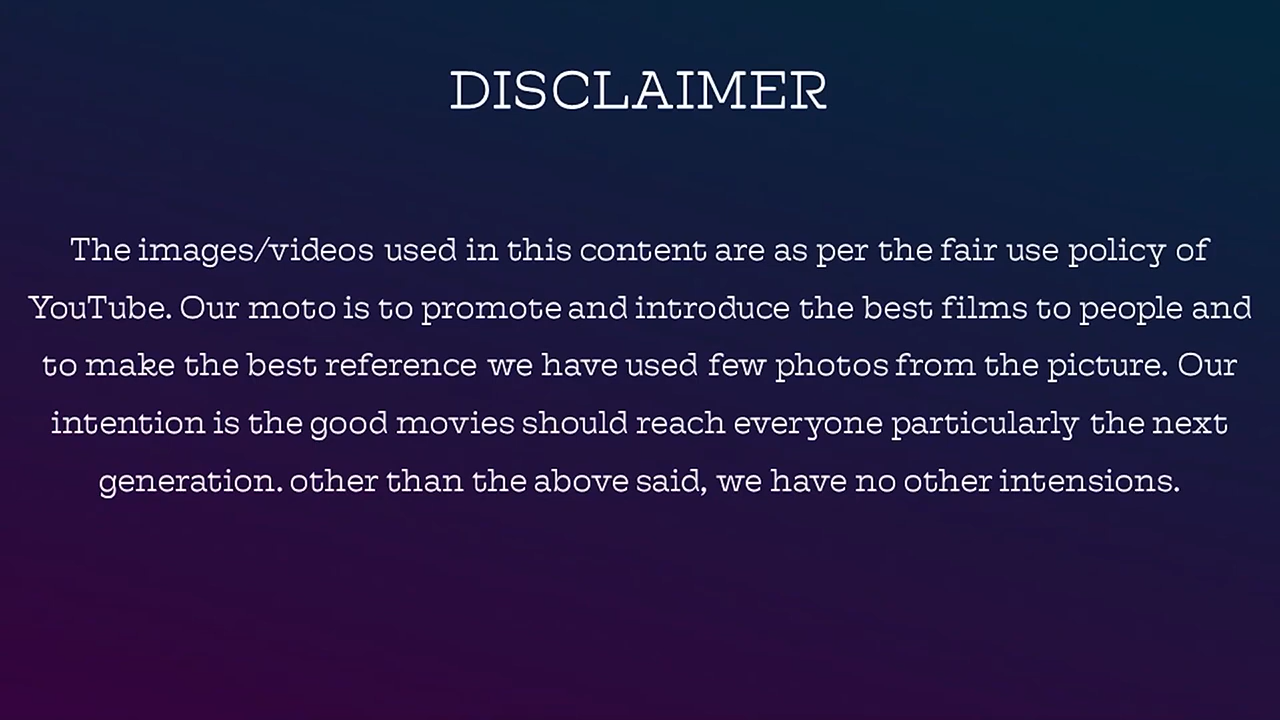 DISCLAIMER
The images/videos used in this content are as per the fair use policy of
YouTube. Our moto is to promote and introduce the best films to people and
to make the best reference we have used few photos from the picture. Our
intention is the good movies should reach everyone particularly the next
generation. other than the above said, we have no other intensions.